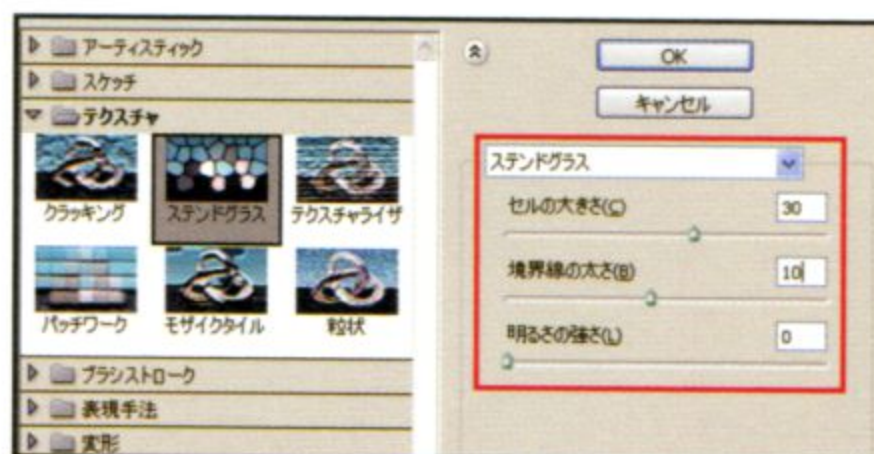 アーティスティック
スケッチ
テクスチャ
クラッキング
ステンドグラス
テクスチャライザ
パッチワーク
モザイクタイル
粒状
ブラシストローク
表現手法
変形
OK
キャンセル
ステンドグラス
セルの大きさ(C) 30
境界線の太さ(B) 10
明るさの強さ(L) 0